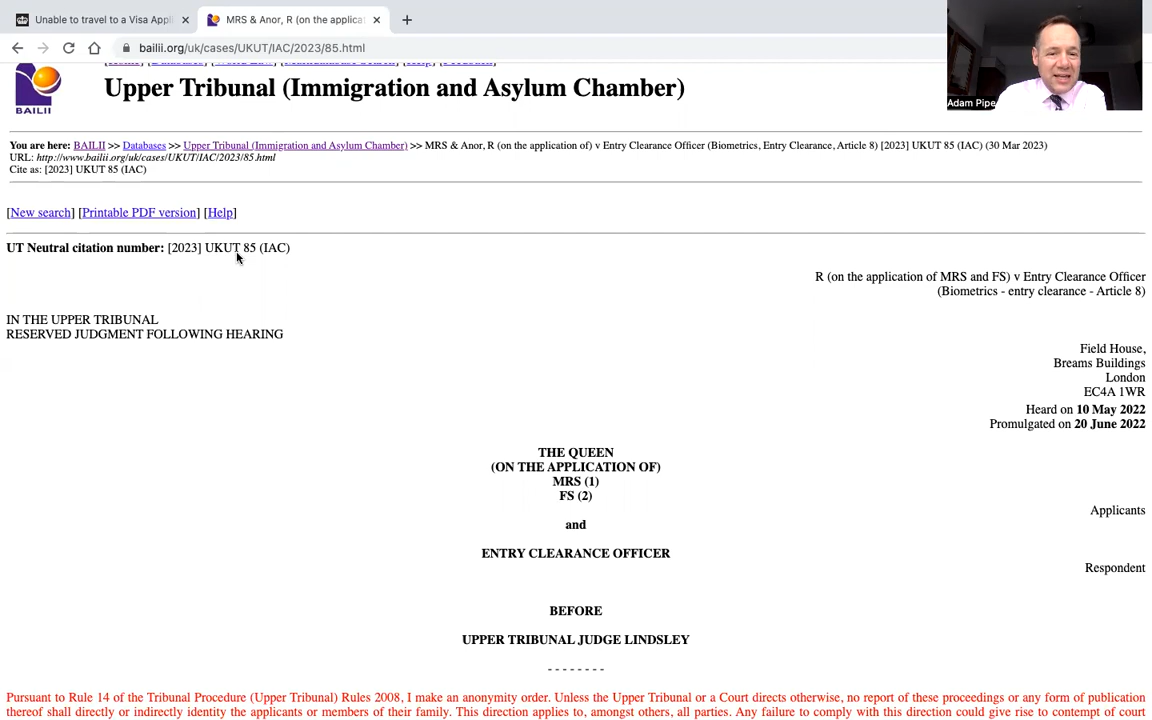 Unable to travel to a Visa Appli
MRS & Anor, R (on the applica
bailii.org/uk/cases/UKUT/IAC/2023/85.html
Adam Pipe
BAILII
Upper Tribunal (Immigration and Asylum Chamber)
You are here: BAILII >> Databases >> Upper Tribunal (Immigration and Asylum Chamber) >> MRS & Anor, R (on the application of) v Entry Clearance Officer (Biometrics, Entry Clearance, Article 8) [2023] UKUT 85 (IAC) (30 Mar 2023)
URL: http://www.bailii.org/uk/cases/UKUT/IAC/2023/85.html
Cite as: [2023] UKUT 85 (IAC)
[New search] [Printable PDF version] [Help]
UT Neutral citation number: [2023] UKUT 85 (IAC)
R (on the application of MRS and FS) v Entry Clearance Officer
(Biometrics - entry clearance - Article 8)
IN THE UPPER TRIBUNAL
RESERVED JUDGMENT FOLLOWING HEARING
Field House,
Breams Buildings
London
EC4A 1WR
Heard on 10 May 2022
Promulgated on 20 June 2022
THE QUEEN
(ON THE APPLICATION OF)
MRS (1)
FS (2)
Applicants
and
ENTRY CLEARANCE OFFICER
Respondent
BEFORE
UPPER TRIBUNAL JUDGE LINDSLEY
- - - - - - - -
Pursuant to Rule 14 of the Tribunal Procedure (Upper Tribunal) Rules 2008, I make an anonymity order. Unless the Upper Tribunal or a Court directs otherwise, no report of these proceedings or any form of publication
thereof shall directly or indirectly identity the applicants or members of their family. This direction applies to, amongst others, all parties. Any failure to comply with this direction could give rise to contempt of court